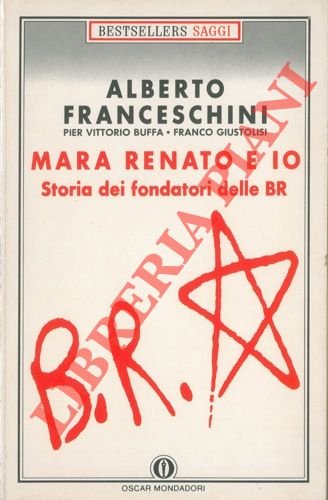 BESTSELLERS SAGGI
ALBERTO
FRANCESCHINI
PIER VITTORIO BUFFA • FRANCO GIUSTOLISI
MARA RENATO E IO
Storia dei fondatori delle BR
B.R.
LIBRERIA PIANI
OSCAR MONDADORI